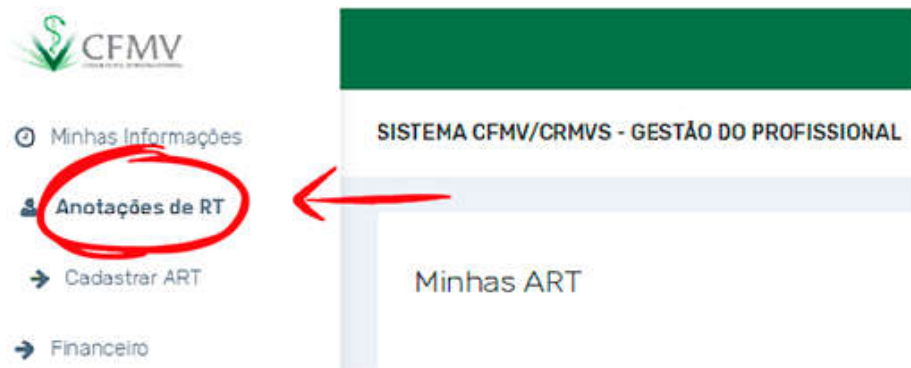 CFMV
Minhas Informações
Anotações de RT
Cadastrar ART
Financeiro
SISTEMA CFMV/CRMVS - GESTÃO DO PROFISSIONAL
Minhas ART